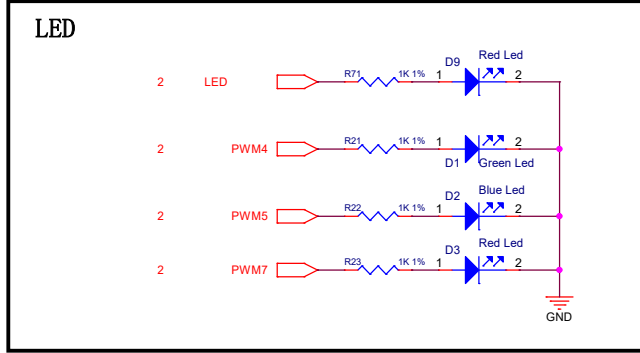 LED
D9 Red Led
2 LED R71 1K 1% 1 2
2 PWM4 R21 1K 1% 1 2
D1 Green Led
D2 Blue Led
2 PWM5 R22 1K 1% 1 2
D3 Red Led
2 PWM7 R23 1K 1% 1 2
GND